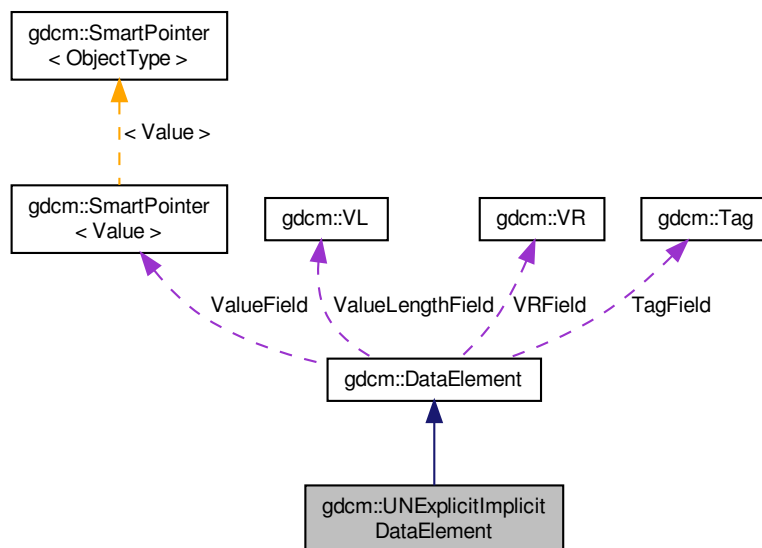 gdcm::SmartPointer
< ObjectType >
< Value >
gdcm::SmartPointer
< Value >
gdcm::VL
gdcm::VR
gdcm::Tag
ValueField
ValueLengthField
VRField
TagField
gdcm::DataElement
gdcm::UNExplicitImplicit
DataElement